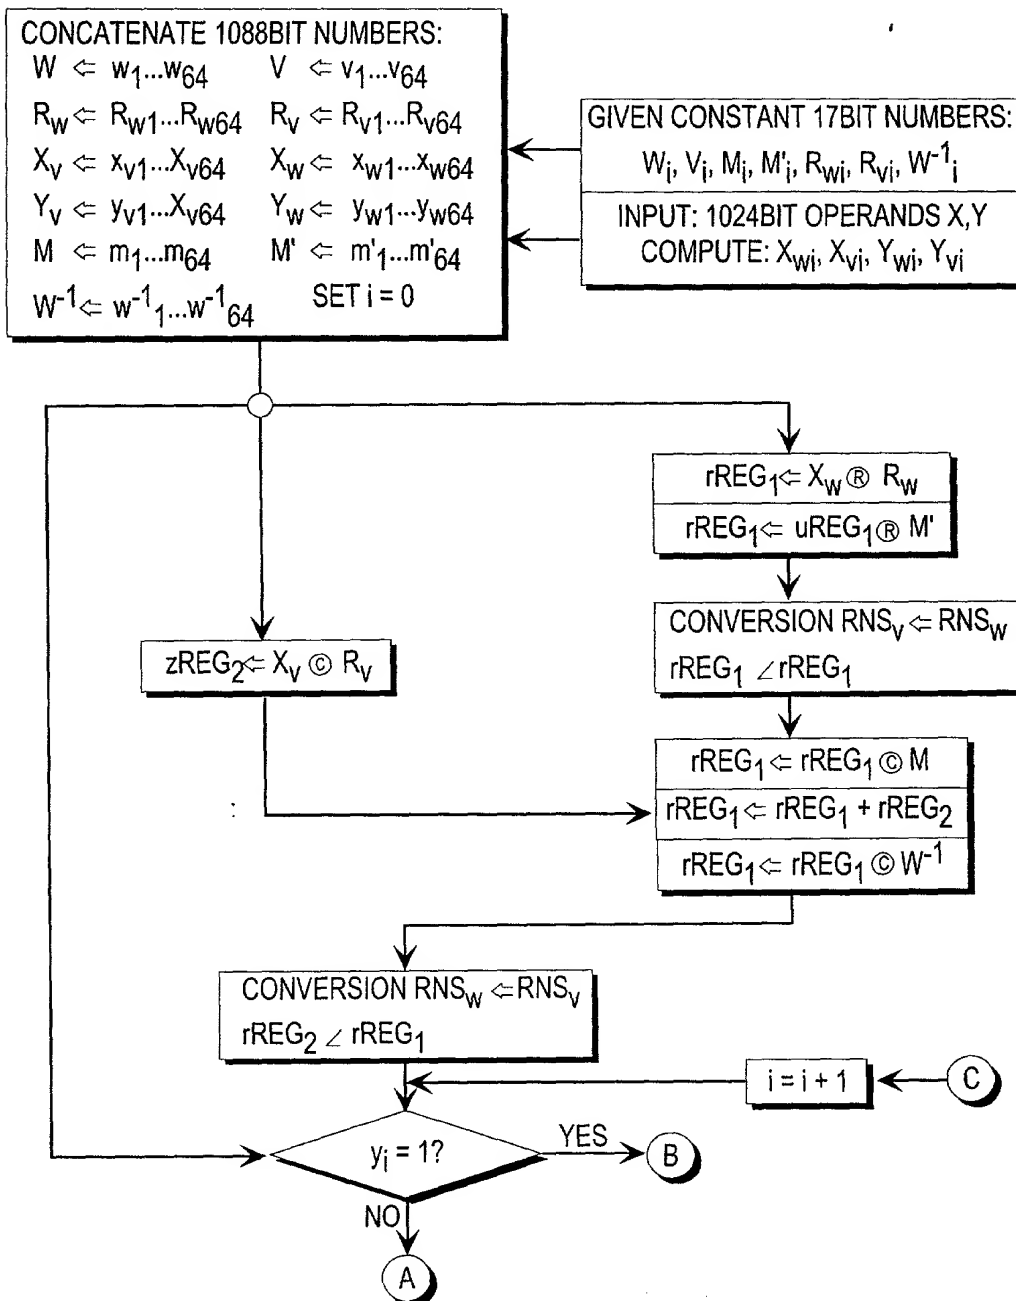 CONCATENATE 1088BIT NUMBERS:
W ⇐ w1...w64 V ⇐ v1...v64
Rw⇐ Rw1...Rw64 Rv ⇐ Rv1...Rv64
Xv ⇐ xv1...Xv64 Xw ⇐ xw1...xw64
Yv ⇐ yv1...Xv64 Yw ⇐ yw1...yw64
M ⇐ m1...m64 M' ⇐ m'1...m'64
W-1⇐ w-11...w-164 SET i = 0
GIVEN CONSTANT 17BIT NUMBERS:
Wi, Vi, Mi, M'i, Rwi, Rvi, W-1i
INPUT: 1024BIT OPERANDS X,Y
COMPUTE: Xwi, Xvi, Ywi, Yvi
rREG1⇐ Xw Ⓡ Rw
rREG1⇐ uREG1Ⓡ M'
CONVERSION RNSv ⇐ RNSw
rREG1 ∠ rREG1
zREG2⇐ Xv © Rv
rREG1⇐ rREG1 © M
rREG1⇐ rREG1 + rREG2
rREG1⇐ rREG1 © W-1
CONVERSION RNSw ⇐RNSv
rREG2 ∠ rREG1
i = i + 1
C
yi = 1?
YES
B
NO
A